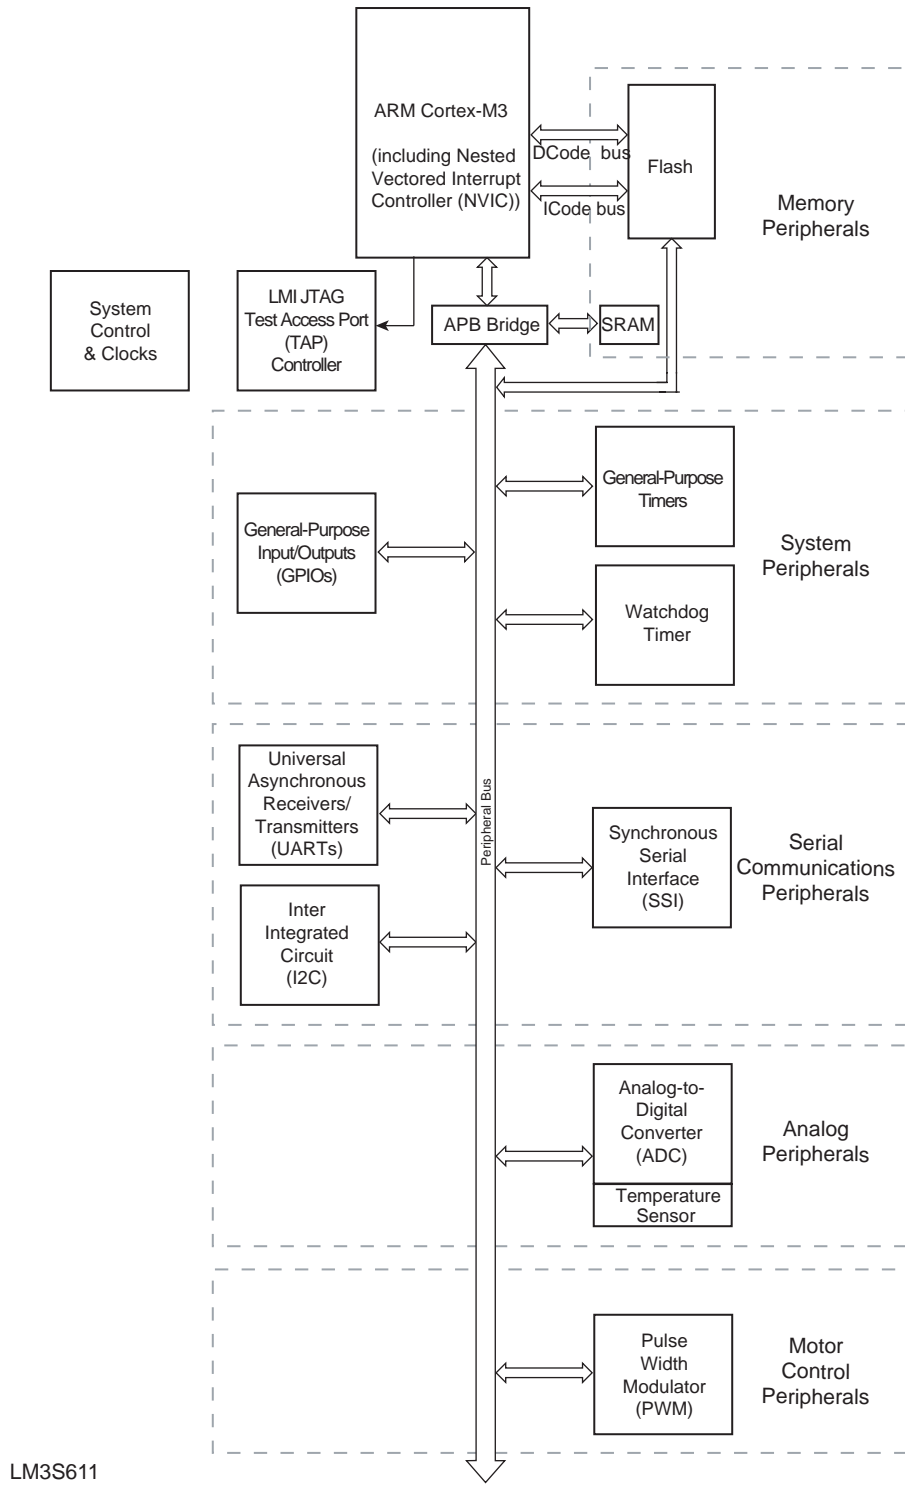 ARM Cortex-M3
(including Nested
Vectored Interrupt
Controller (NVIC))
DCode bus
ICode bus
Flash
Memory
Peripherals
System
Control
& Clocks
LMI JTAG
Test Access Port
(TAP)
Controller
APB Bridge
SRAM
General-Purpose
Timers
General-Purpose
Input/Outputs
(GPIOs)
System
Peripherals
Watchdog
Timer
Universal
Asynchronous
Receivers/
Transmitters
(UARTs)
Peripheral Bus
Synchronous
Serial
Interface
(SSI)
Serial
Communications
Peripherals
Inter
Integrated
Circuit
(I2C)
Analog-to-
Digital
Converter
(ADC)
Temperature
Sensor
Analog
Peripherals
Pulse
Width
Modulator
(PWM)
Motor
Control
Peripherals
LM3S611